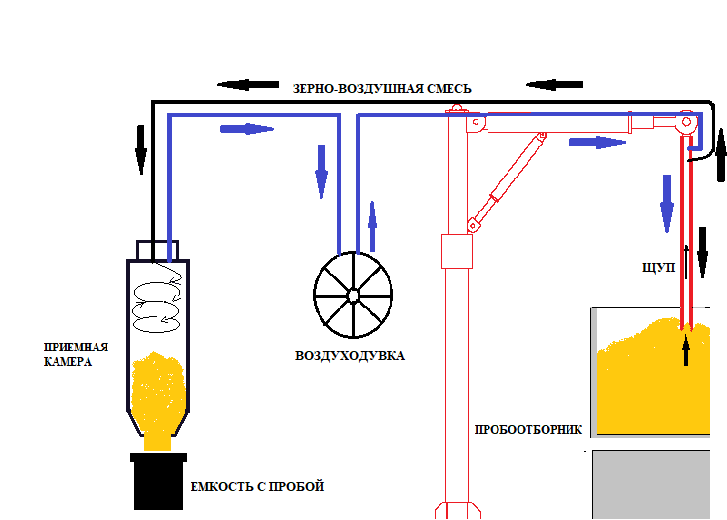 ЗЕРНО-ВОЗДУШНАЯ СМЕСЬ
ЩУП
ПРИЕМНАЯ
КАМЕРА
ВОЗДУХОДУВКА
ПРОБООТБОРНИК
ЕМКОСТЬ С ПРОБОЙ